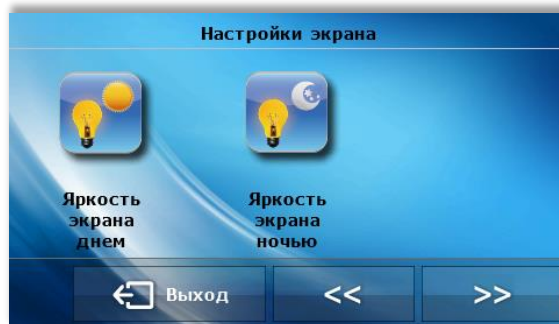 Настройки экрана
Яркость
экрана
днем
Яркость
экрана
ночью
Выход
<<
>>